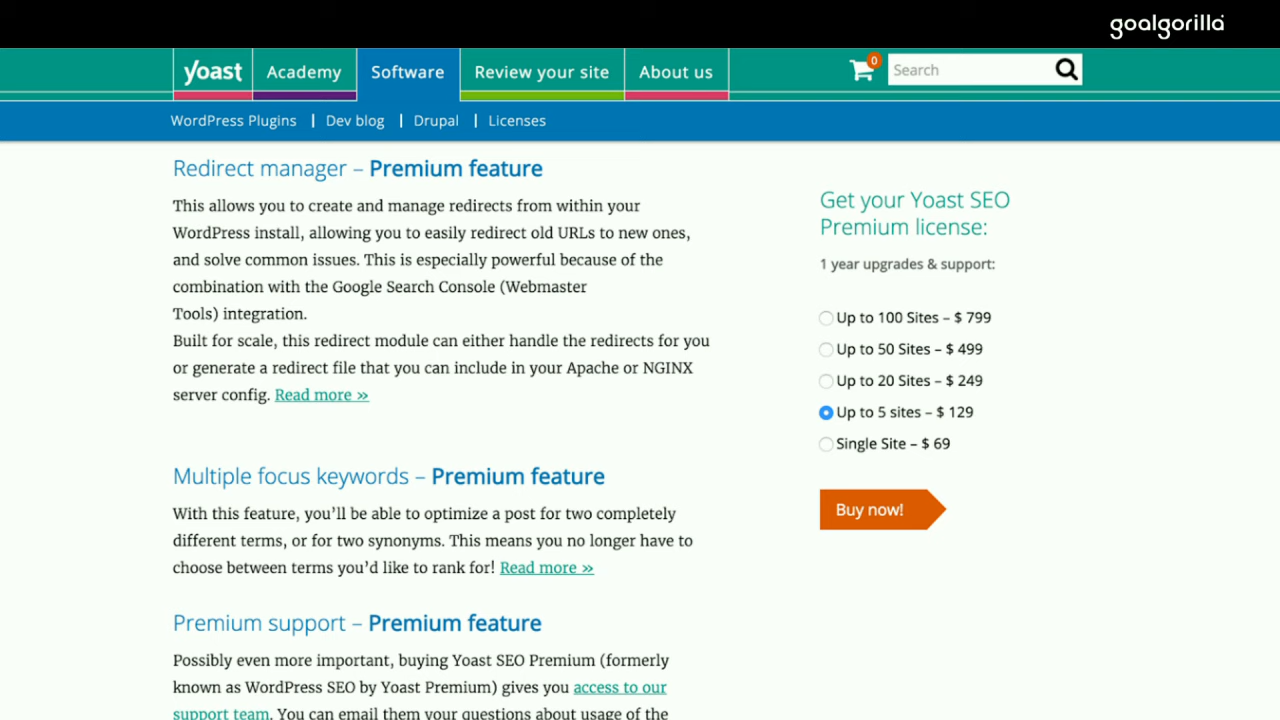 goalgorilla
yoast Academy Software Review your site About us 0 Search
WordPress Plugins | Dev blog | Drupal | Licenses
Redirect manager – Premium feature
This allows you to create and manage redirects from within your
WordPress install, allowing you to easily redirect old URLs to new ones,
and solve common issues. This is especially powerful because of the
combination with the Google Search Console (Webmaster
Tools) integration.
Built for scale, this redirect module can either handle the redirects for you
or generate a redirect file that you can include in your Apache or NGINX
server config. Read more »
Multiple focus keywords – Premium feature
With this feature, you’ll be able to optimize a post for two completely
different terms, or for two synonyms. This means you no longer have to
choose between terms you’d like to rank for! Read more »
Premium support – Premium feature
Possibly even more important, buying Yoast SEO Premium (formerly
known as WordPress SEO by Yoast Premium) gives you access to our
support team. You can email them your questions about usage of the
Get your Yoast SEO
Premium license:
1 year upgrades & support:
Up to 100 Sites – $ 799
Up to 50 Sites – $ 499
Up to 20 Sites – $ 249
Up to 5 sites – $ 129
Single Site – $ 69
Buy now!